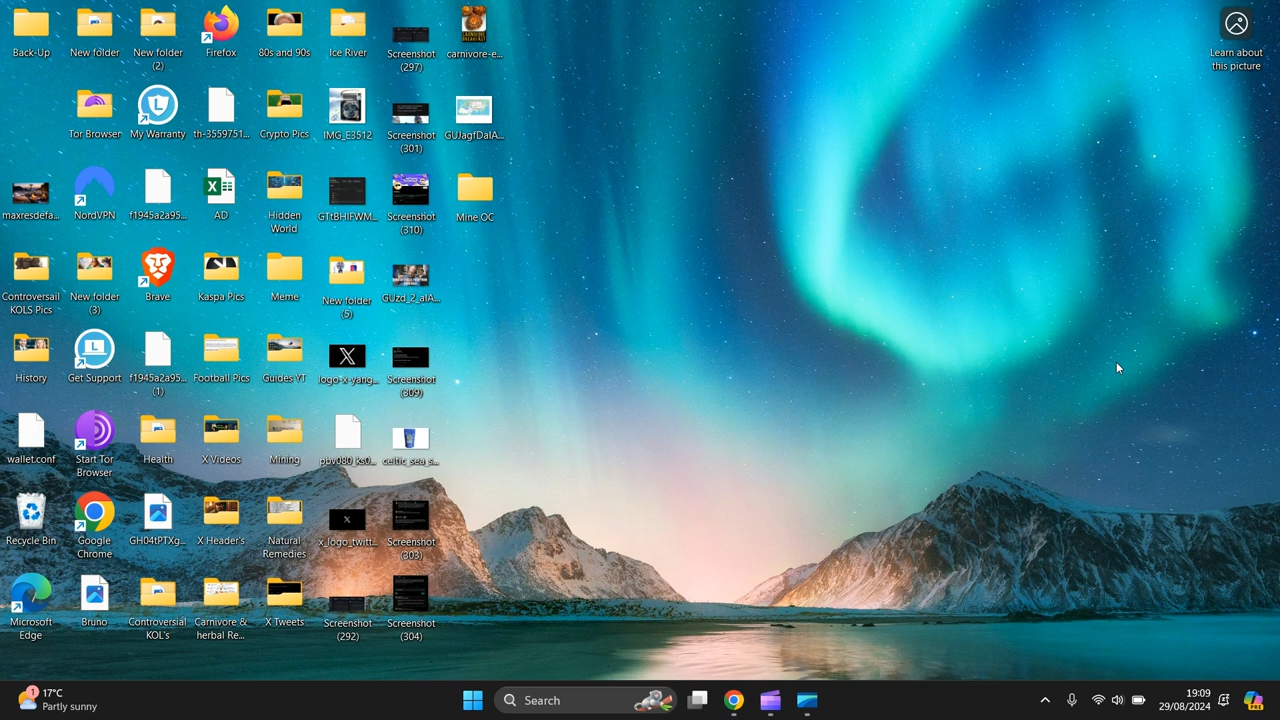 Back-Up
New folder
New folder
(2)
Firefox
80s and 90s
Ice River
Screenshot
(297)
carnivore-e...
Learn about
this picture
Tor Browser
My Warranty
th-3559751...
Crypto Pics
IMG_E3512
Screenshot
(301)
GUJagfDaIA...
maxresdefa...
NordVPN
f1945a2a95...
AD
Hidden
World
GTtBHIFWM...
Screenshot
(310)
Mine OC
Controversail
KOLS Pics
New folder
(3)
Brave
Kaspa Pics
Meme
New folder
(5)
GUzd_2_aIA...
History
Get Support
f1945a2a95...
(1)
Football Pics
Guides YT
logo-x-yang...
Screenshot
(309)
wallet.conf
Start Tor
Browser
Health
X Videos
Mining
pbv080_ks0...
celtic_sea_s...
Recycle Bin
Google
Chrome
GH04tPTXg...
X Header's
Natural
Remedies
x_logo_twitt...
Screenshot
(303)
Microsoft
Edge
Bruno
Controversial
KOL's
Carnivore &
herbal Re...
X Tweets
Screenshot
(292)
Screenshot
(304)
1
17°C
Partly sunny
Search
19:09
29/08/2024